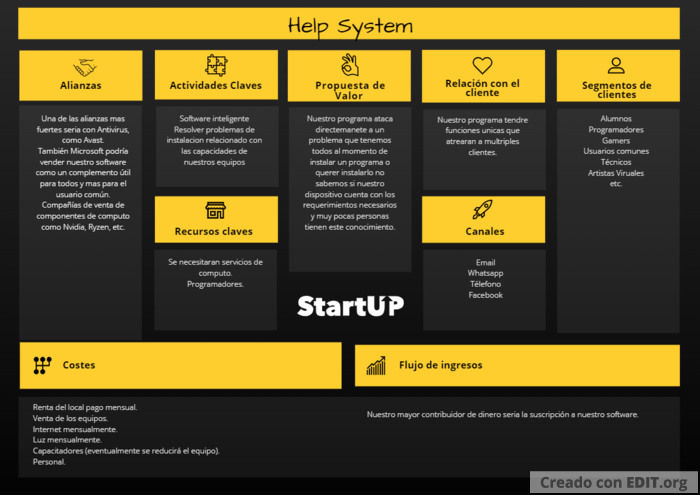 Help System
Alianzas
Una de las alianzas mas
fuertes seria con Antivirus,
como Avast.
También Microsoft podría
vender nuestro software
como un complemento útil
para todos y mas para el
usuario común.
Compañías de venta de
componentes de computo
como Nvidia, Ryzen, etc.
Actividades Claves
Software inteligente
Resolver problemas de
instalacion relacionado con
las capacidades de
nuestros equipos
Recursos claves
Se necesitaran servicios de
computo.
Programadores.
Propuesta de
Valor
Nuestro programa ataca
directemanete a un
problema que tenemos
todos al momento de
instalar un programa o
querer instalarlo no
sabemos si nuestro
dispositivo cuenta con los
requerimientos necesarios
y muy pocas personas
tienen este conocimiento.
StartUP
Relación con el
cliente
Nuestro programa tendre
funciones unicas que
atrearan a multriples
clientes.
Canales
Email
Whatsapp
Télefono
Facebook
Segmentos de
clientes
Alumnos
Programadores
Gamers
Usuarios comunes
Técnicos
Artistas Viruales
etc.
Costes
Renta del local pago mensual.
Venta de los equipos.
Internet mensualmente.
Luz mensualmente.
Capacitadores (eventualmente se reducirá el equipo).
Personal.
Flujo de ingresos
Nuestro mayor contribuidor de dinero seria la suscripción a nuestro software.
Creado con EDIT.org